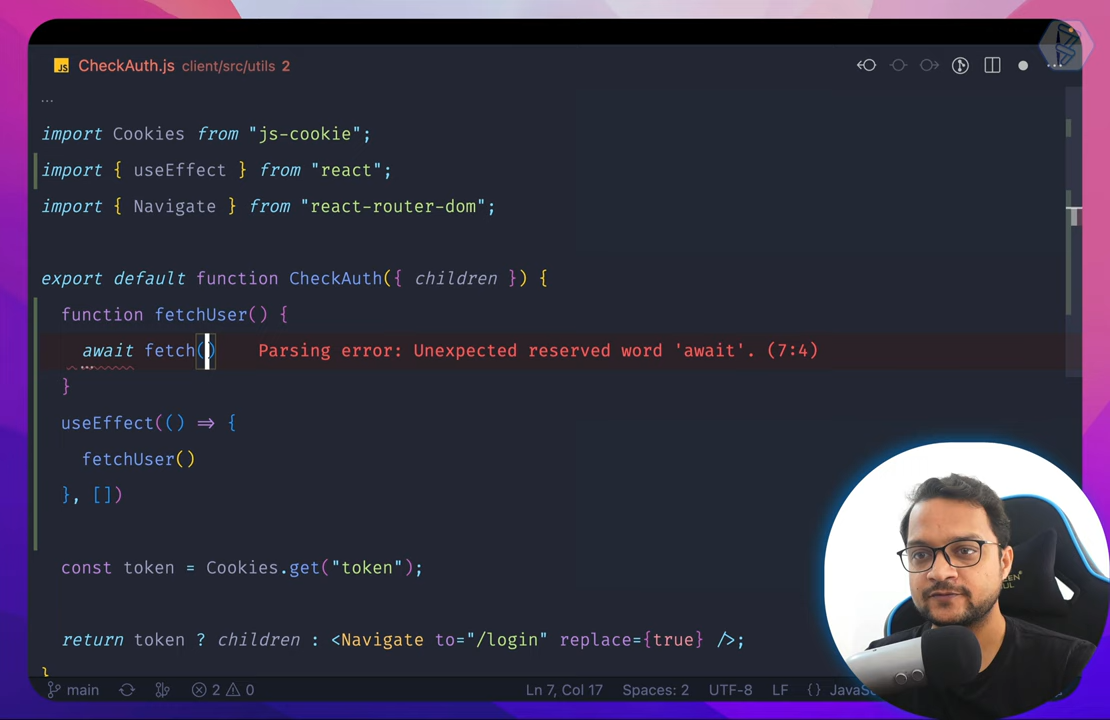 JS CheckAuth.js client/src/utils 2
...
import Cookies from "js-cookie";
import { useEffect } from "react";
import { Navigate } from "react-router-dom";
export default function CheckAuth({ children }) {
function fetchUser() {
await fetch() Parsing error: Unexpected reserved word 'await'. (7:4)
}
useEffect(() => {
fetchUser()
}, [])
const token = Cookies.get("token");
return token ? children : <Navigate to="/login" replace={true} />;
}
main 2 0 Ln 7, Col 17 Spaces: 2 UTF-8 LF {}